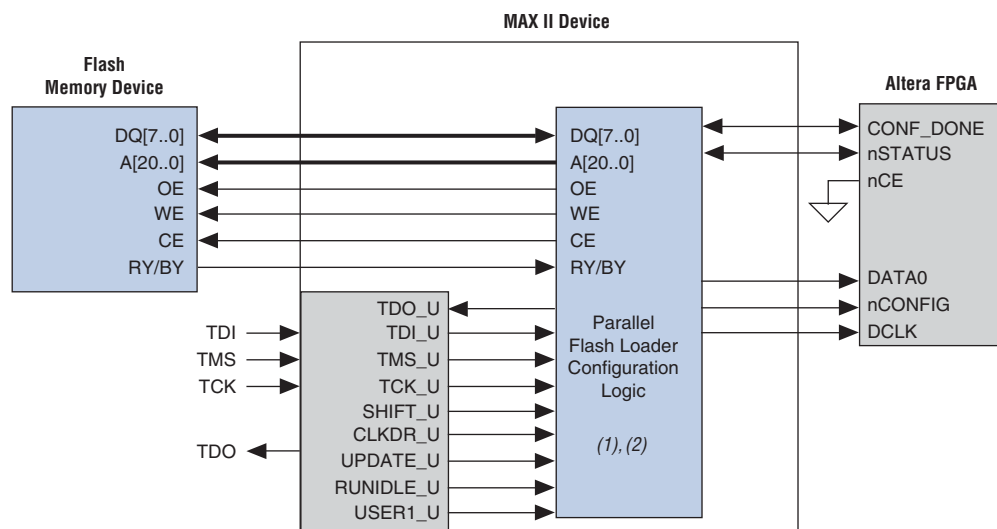 MAX II Device
Flash
Memory Device
Altera FPGA
DQ[7..0]
A[20..0]
OE
WE
CE
RY/BY
DQ[7..0]
A[20..0]
OE
WE
CE
RY/BY
Parallel
Flash Loader
Configuration
Logic
(1), (2)
CONF_DONE
nSTATUS
nCE
DATA0
nCONFIG
DCLK
TDI
TMS
TCK
TDO
TDO_U
TDI_U
TMS_U
TCK_U
SHIFT_U
CLKDR_U
UPDATE_U
RUNIDLE_U
USER1_U